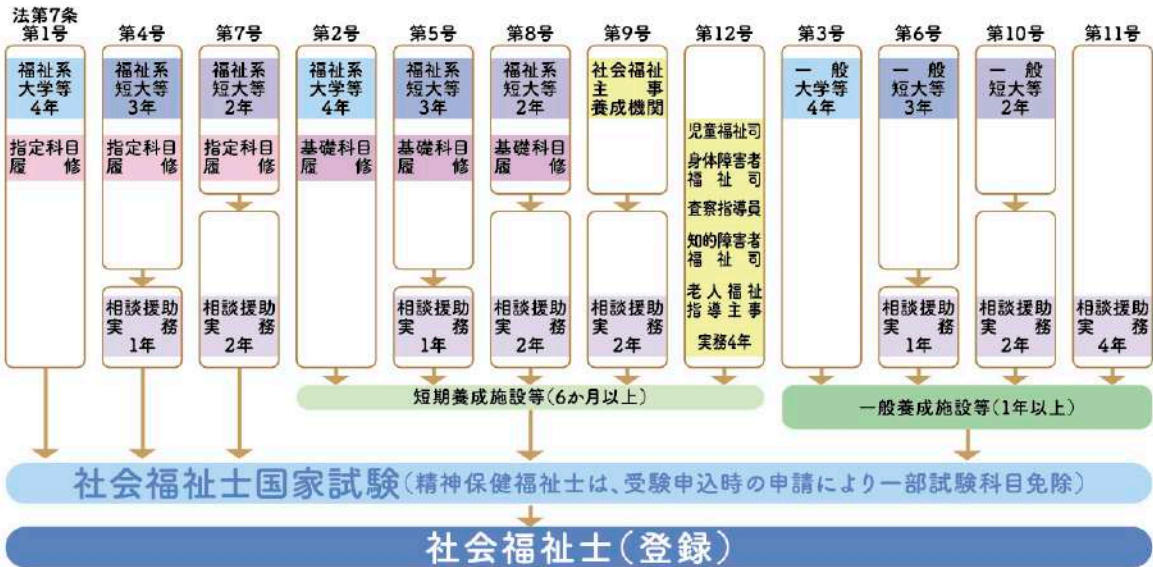 法第7条
第1号
第4号
第7号
第2号
第5号
第8号
第9号
第12号
第3号
第6号
第10号
第11号
福祉系
大学等
4年
指定科目
履修
福祉系
短大等
3年
指定科目
履修
相談援助
実務
1年
福祉系
短大等
2年
指定科目
履修
相談援助
実務
2年
福祉系
大学等
4年
基礎科目
履修
福祉系
短大等
3年
基礎科目
履修
相談援助
実務
1年
福祉系
短大等
2年
基礎科目
履修
相談援助
実務
2年
社会福祉
主事
養成機関
相談援助
実務
2年
児童福祉司
身体障害者
福祉司
査察指導員
知的障害者
福祉司
老人福祉
指導主事
実務4年
一般
大学等
4年
一般
短大等
3年
相談援助
実務
1年
一般
短大等
2年
相談援助
実務
2年
相談援助
実務
4年
短期養成施設等(6か月以上)
一般養成施設等(1年以上)
社会福祉士国家試験(精神保健福祉士は、受験申込時の申請により一部試験科目免除)
社会福祉士(登録)